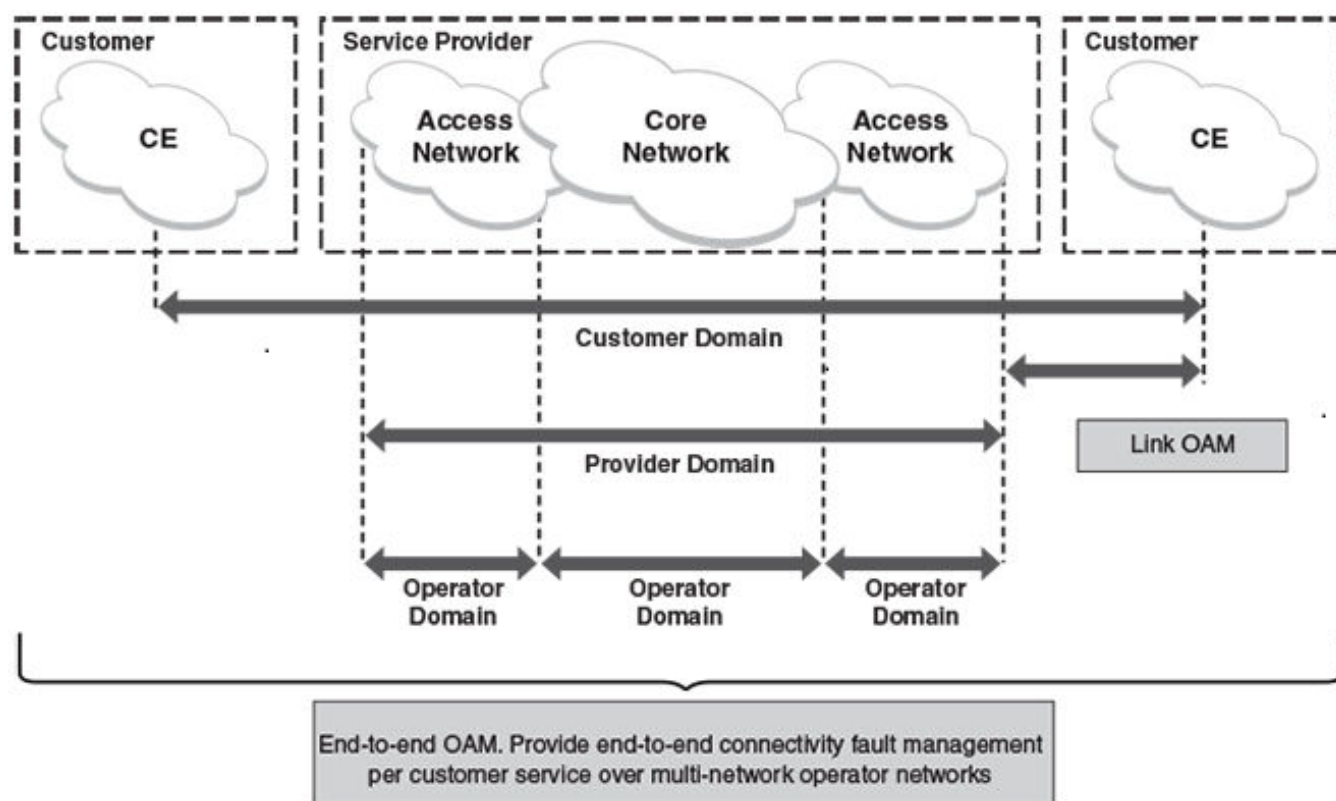 Customer
Service Provider
Customer
CE
Access
Network
Core
Network
Access
Network
CE
Customer Domain
Link OAM
Provider Domain
Operator
Domain
Operator
Domain
Operator
Domain
End-to-end OAM. Provide end-to-end connectivity fault management
per customer service over multi-network operator networks